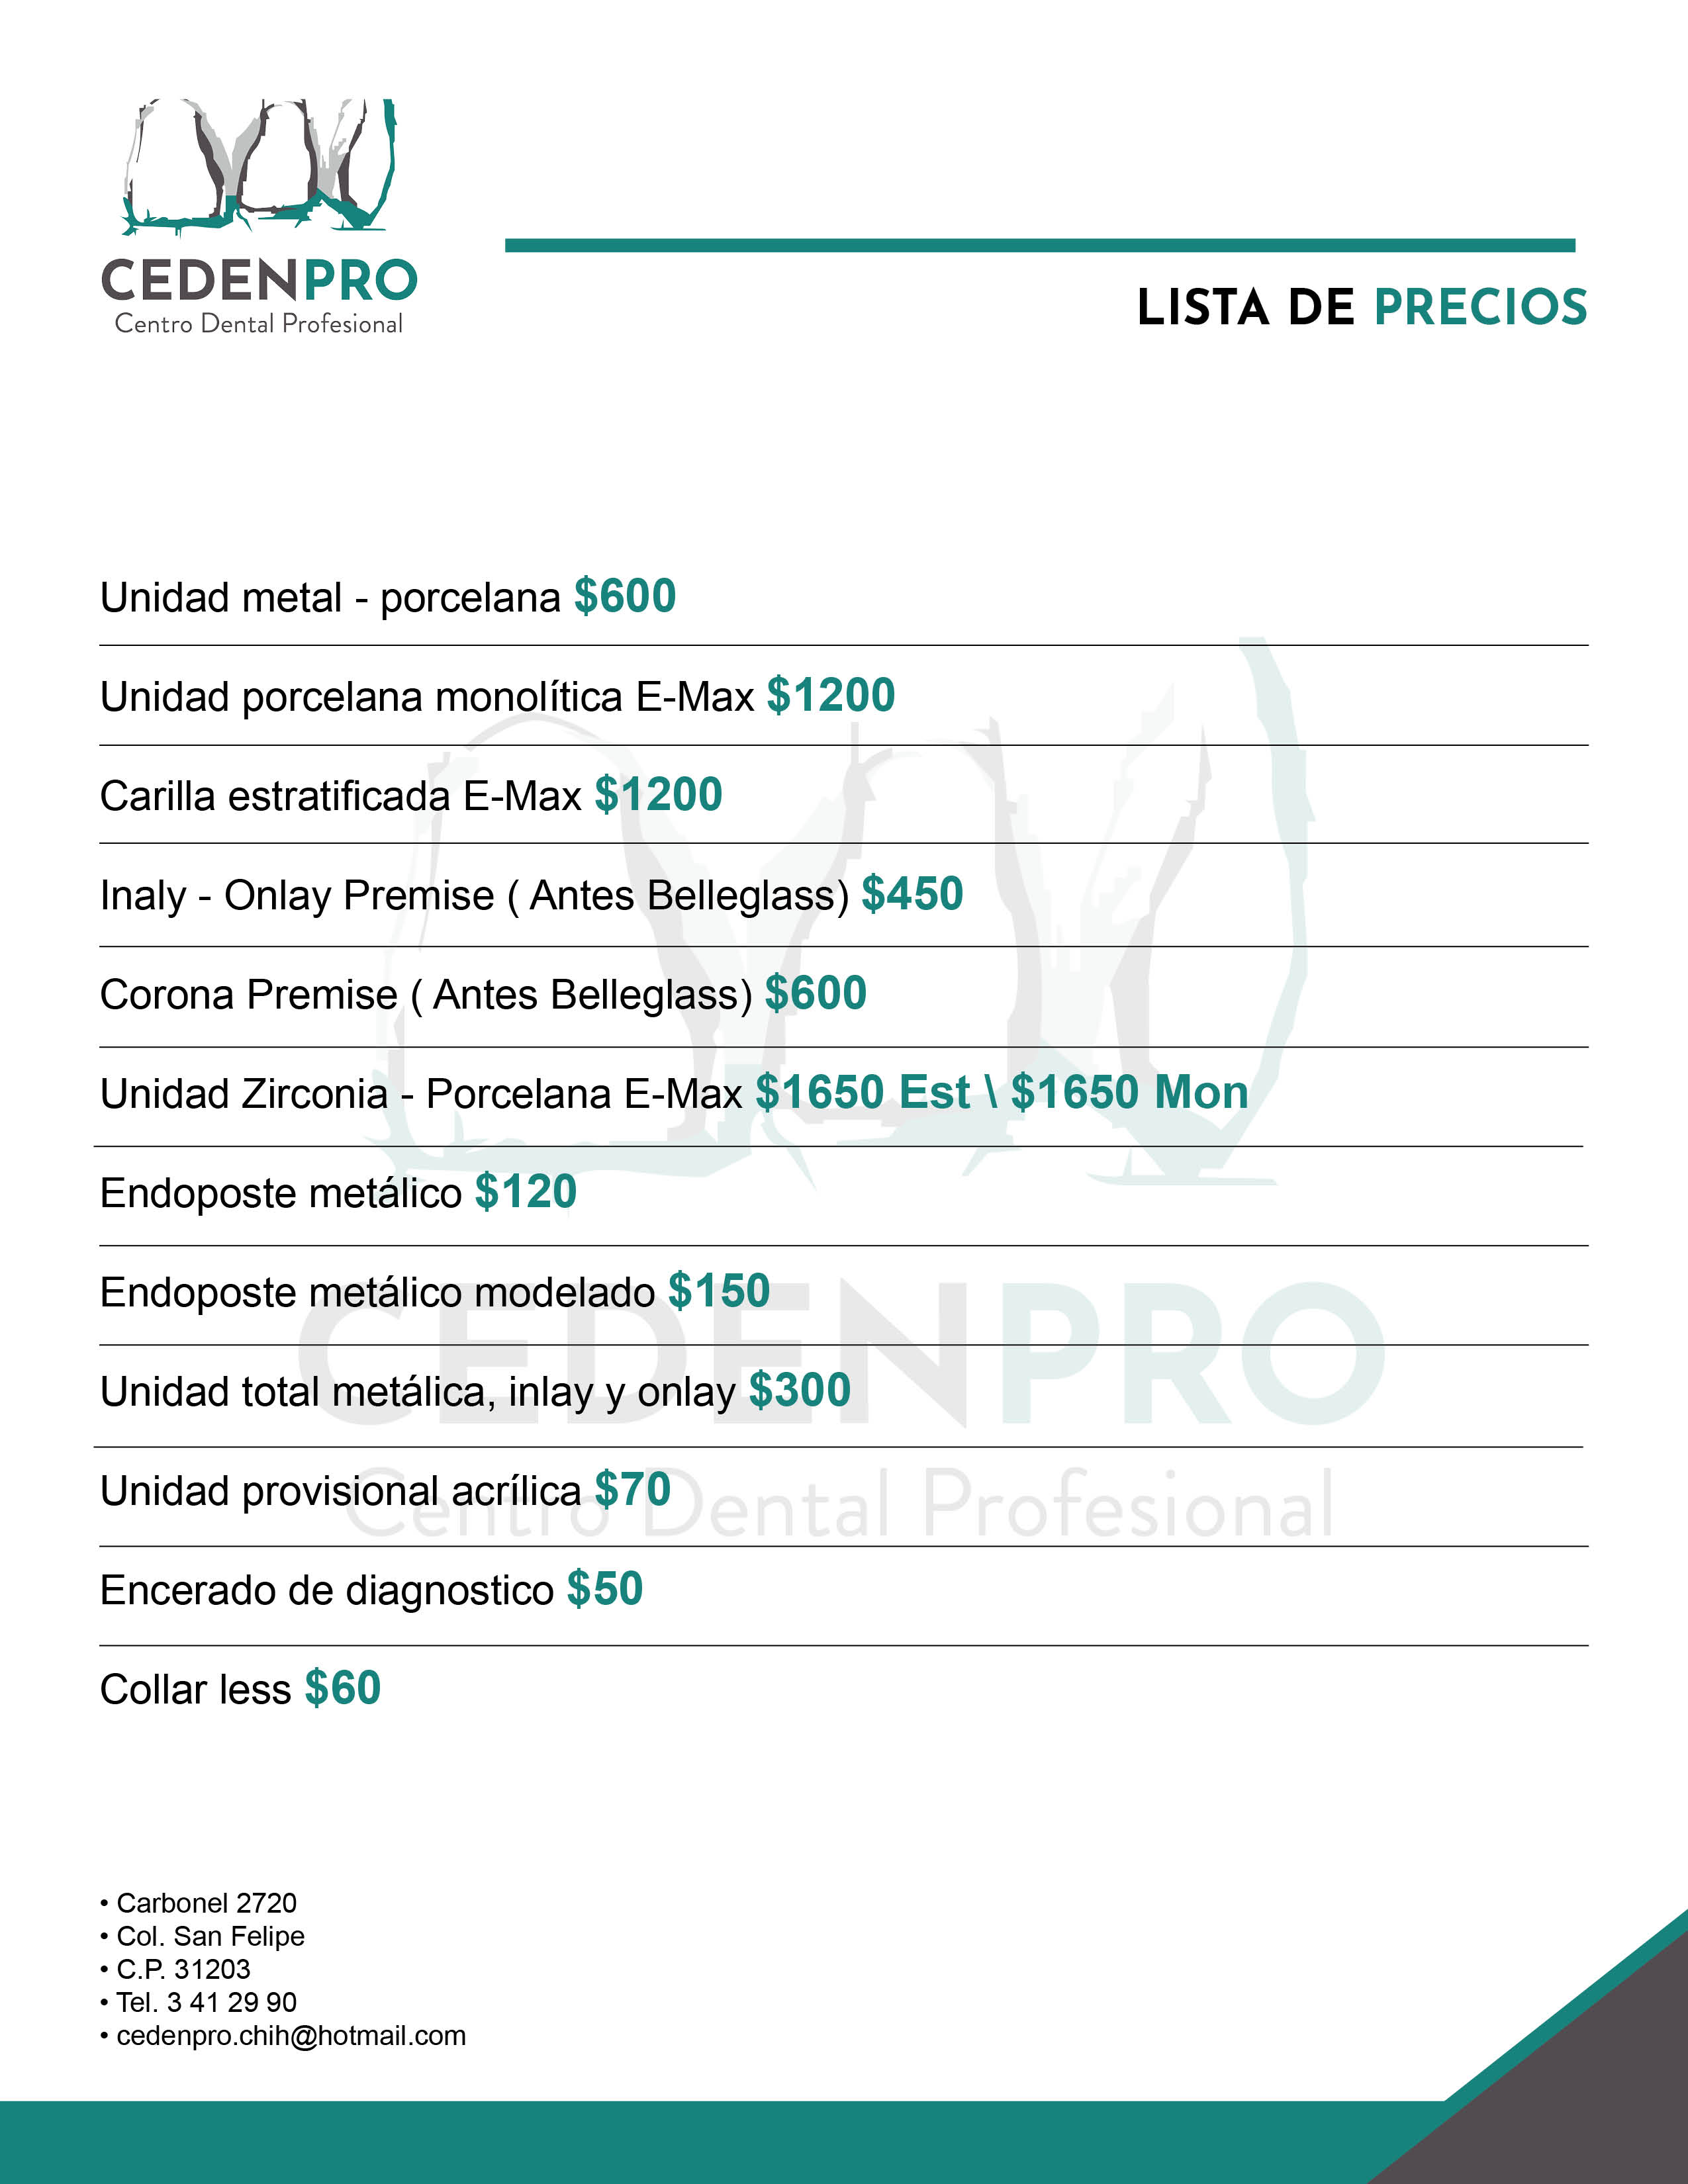 CEDENPRO
Centro Dental Profesional
LISTA DE PRECIOS
Unidad metal - porcelana $600
Unidad porcelana monolítica E-Max $1200
Carilla estratificada E-Max $1200
Inaly - Onlay Premise ( Antes Belleglass) $450
Corona Premise ( Antes Belleglass) $600
Unidad Zirconia - Porcelana E-Max $1650 Est \ $1650 Mon
Endoposte metálico $120
Endoposte metálico modelado $150
CEDENPRO
Unidad total metálica, inlay y onlay $300
Unidad provisional acrílica $70
Centro Dental Profesional
Encerado de diagnostico $50
Collar less $60
• Carbonel 2720
• Col. San Felipe
• C.P. 31203
• Tel. 3 41 29 90
• cedenpro.chih@hotmail.com